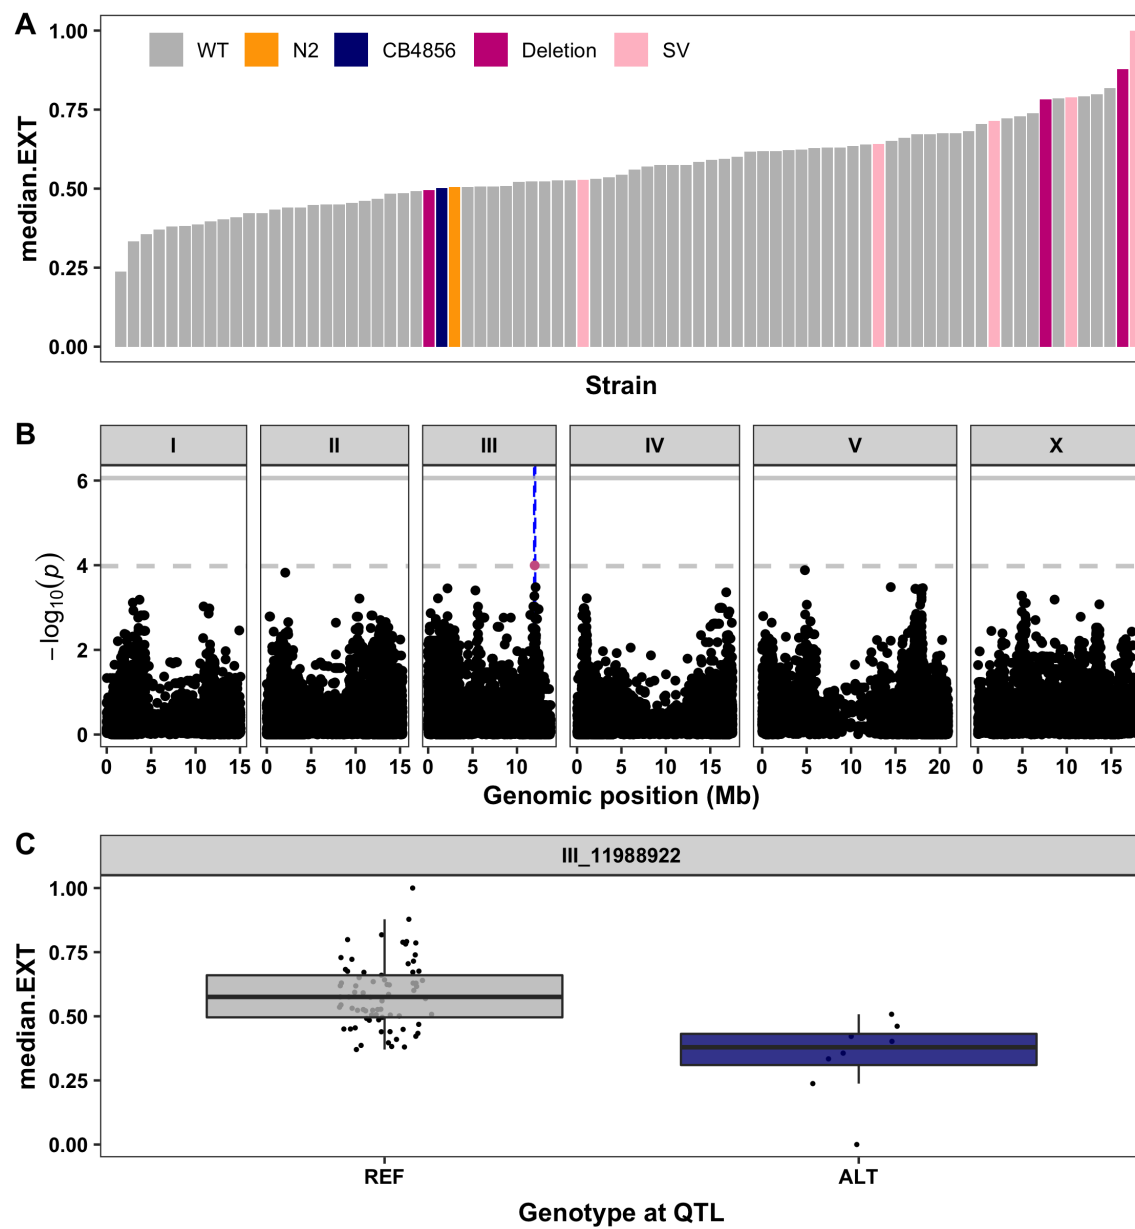 A
WT N2 CB4856 Deletion SV
median.EXT
1.00
0.75
0.50
0.25
0.00
Strain
B
I II III IV V X
−log10(p)
6
4
2
0
0 5 10 15 0 5 10 15 0 5 10 0 5 10 15 0 5 10 15 20 0 5 10 15
Genomic position (Mb)
C
III_11988922
median.EXT
1.00
0.75
0.50
0.25
0.00
REF ALT
Genotype at QTL